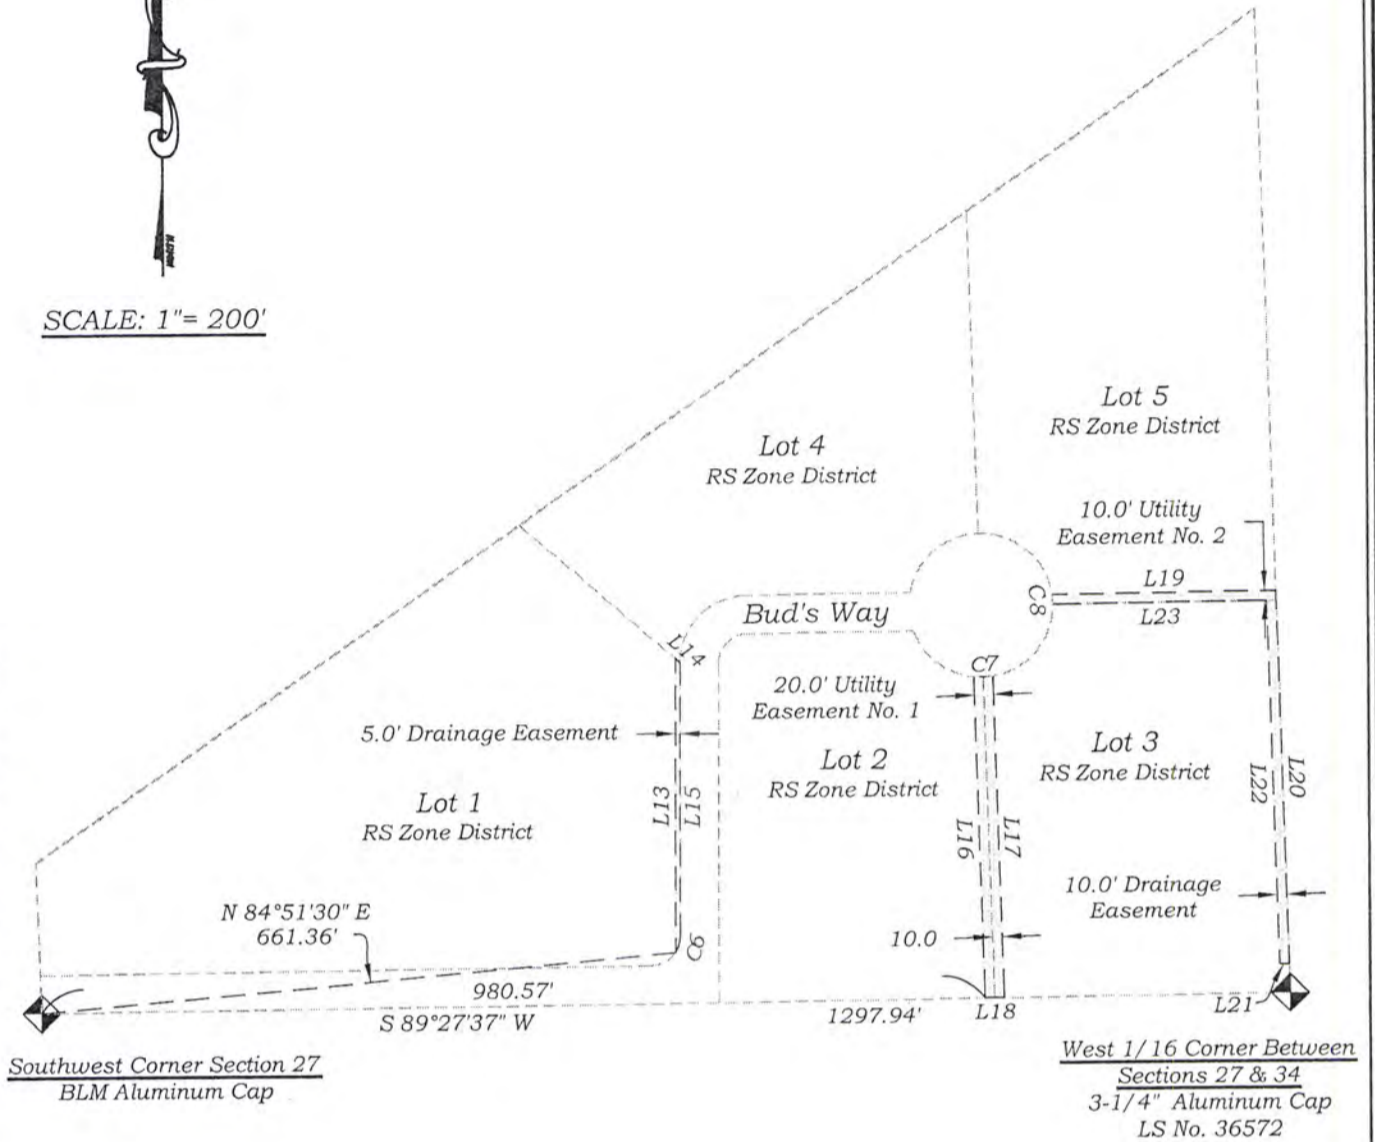 NORTH
SCALE: 1"= 200'
Lot 5
RS Zone District
Lot 4
RS Zone District
10.0' Utility
Easement No. 2
L19
C8
L23
Bud's Way
L14
C7
20.0' Utility
Easement No. 1
5.0' Drainage Easement
Lot 3
RS Zone District
Lot 2
RS Zone District
L20
L22
L13
L15
Lot 1
RS Zone District
L16
L17
10.0' Drainage
Easement
N 84°51'30" E
661.36'
C6
10.0
980.57'
S 89°27'37" W
1297.94'
L18
L21
Southwest Corner Section 27
BLM Aluminum Cap
West 1/16 Corner Between
Sections 27 & 34
3-1/4" Aluminum Cap
LS No. 36572